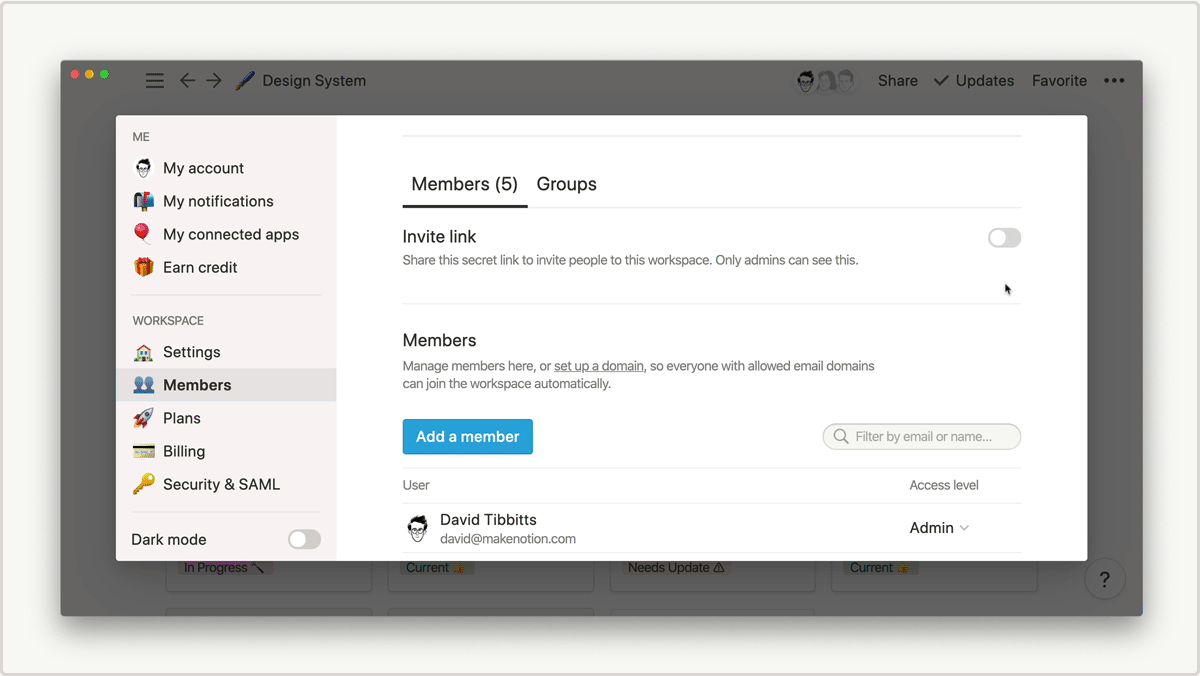 Design System
Share
Updates
Favorite
ME
My account
My notifications
My connected apps
Earn credit
WORKSPACE
Settings
Members
Plans
Billing
Security & SAML
Dark mode
Members (5)
Groups
Invite link
Share this secret link to invite people to this workspace. Only admins can see this.
Members
Manage members here, or set up a domain, so everyone with allowed email domains
can join the workspace automatically.
Add a member
Filter by email or name...
User
Access level
David Tibbitts
david@makenotion.com
Admin
In Progress
Current
Needs Update
Current
?